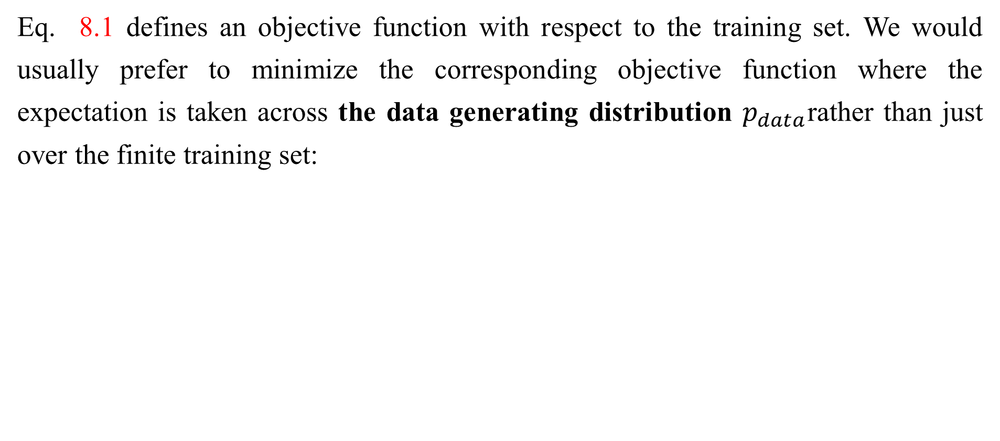 Eq. 8.1 defines an objective function with respect to the training set. We would
usually prefer to minimize the corresponding objective function where the
expectation is taken across the data generating distribution p_data rather than just
over the finite training set: